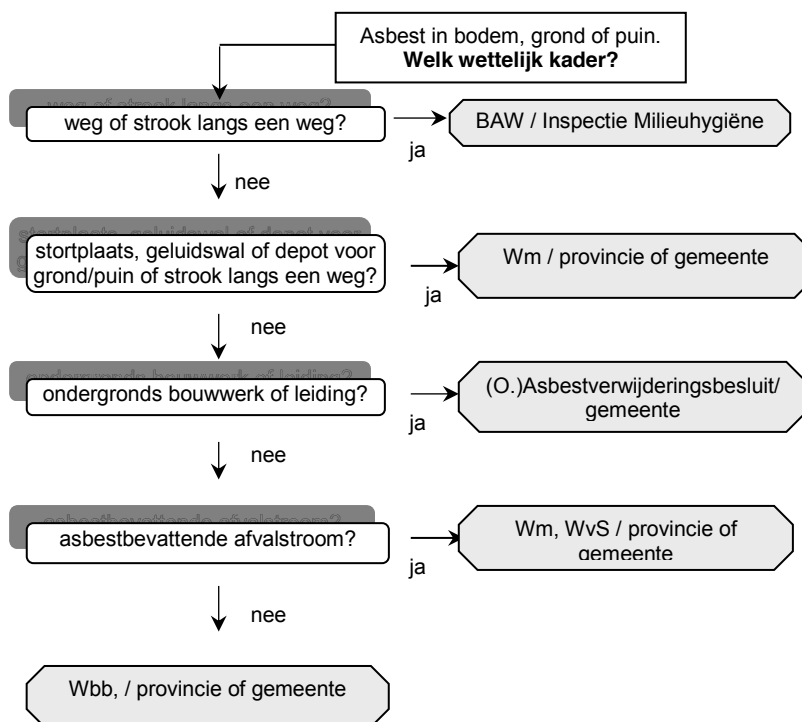 Asbest in bodem, grond of puin.
Welk wettelijk kader?
weg of strook langs een weg?
ja
BAW / Inspectie Milieuhygiëne
nee
stortplaats, geluidswal of depot voor
grond/puin of strook langs een weg?
ja
Wm / provincie of gemeente
nee
ondergronds bouwwerk of leiding?
ja
(O.)Asbestverwijderingsbesluit/
gemeente
nee
asbestbevattende afvalstroom?
ja
Wm, WvS / provincie of
gemeente
nee
Wbb, / provincie of gemeente